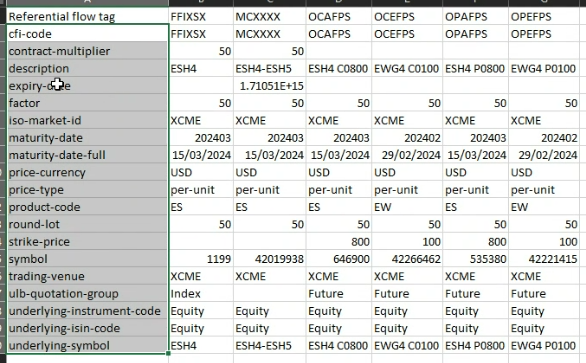 Referential flow tag FFIXSX MCXXXX OCAFPS OCEFPS OPAFPS OPEFPS
cfi-code FFIXSX MCXXXX OCAFPS OCEFPS OPAFPS OPEFPS
contract-multiplier 50 50
description ESH4 ESH4-ESH5 ESH4 C0800 EWG4 C0100 ESH4 P0800 EWG4 P0100
expiry-date 1.71051E+15
factor 50 50 50 50 50 50
iso-market-id XCME XCME XCME XCME XCME XCME
maturity-date 202403 202403 202403 202402 202403 202402
maturity-date-full 15/03/2024 15/03/2024 15/03/2024 29/02/2024 15/03/2024 29/02/2024
price-currency USD USD USD USD USD USD
price-type per-unit per-unit per-unit per-unit per-unit per-unit
product-code ES ES ES EW ES EW
round-lot 50 50 50 50 50 50
strike-price 800 100 800 100
symbol 1199 42019938 646900 42266462 535380 42221415
trading-venue XCME XCME XCME XCME XCME XCME
ulb-quotation-group Index Future Future Future Future
underlying-instrument-code Equity Equity Equity Equity Equity Equity
underlying-isin-code Equity Equity Equity Equity Equity Equity
underlying-symbol ESH4 ESH4-ESH5 ESH4 C0800 EWG4 C0100 ESH4 P0800 EWG4 P0100